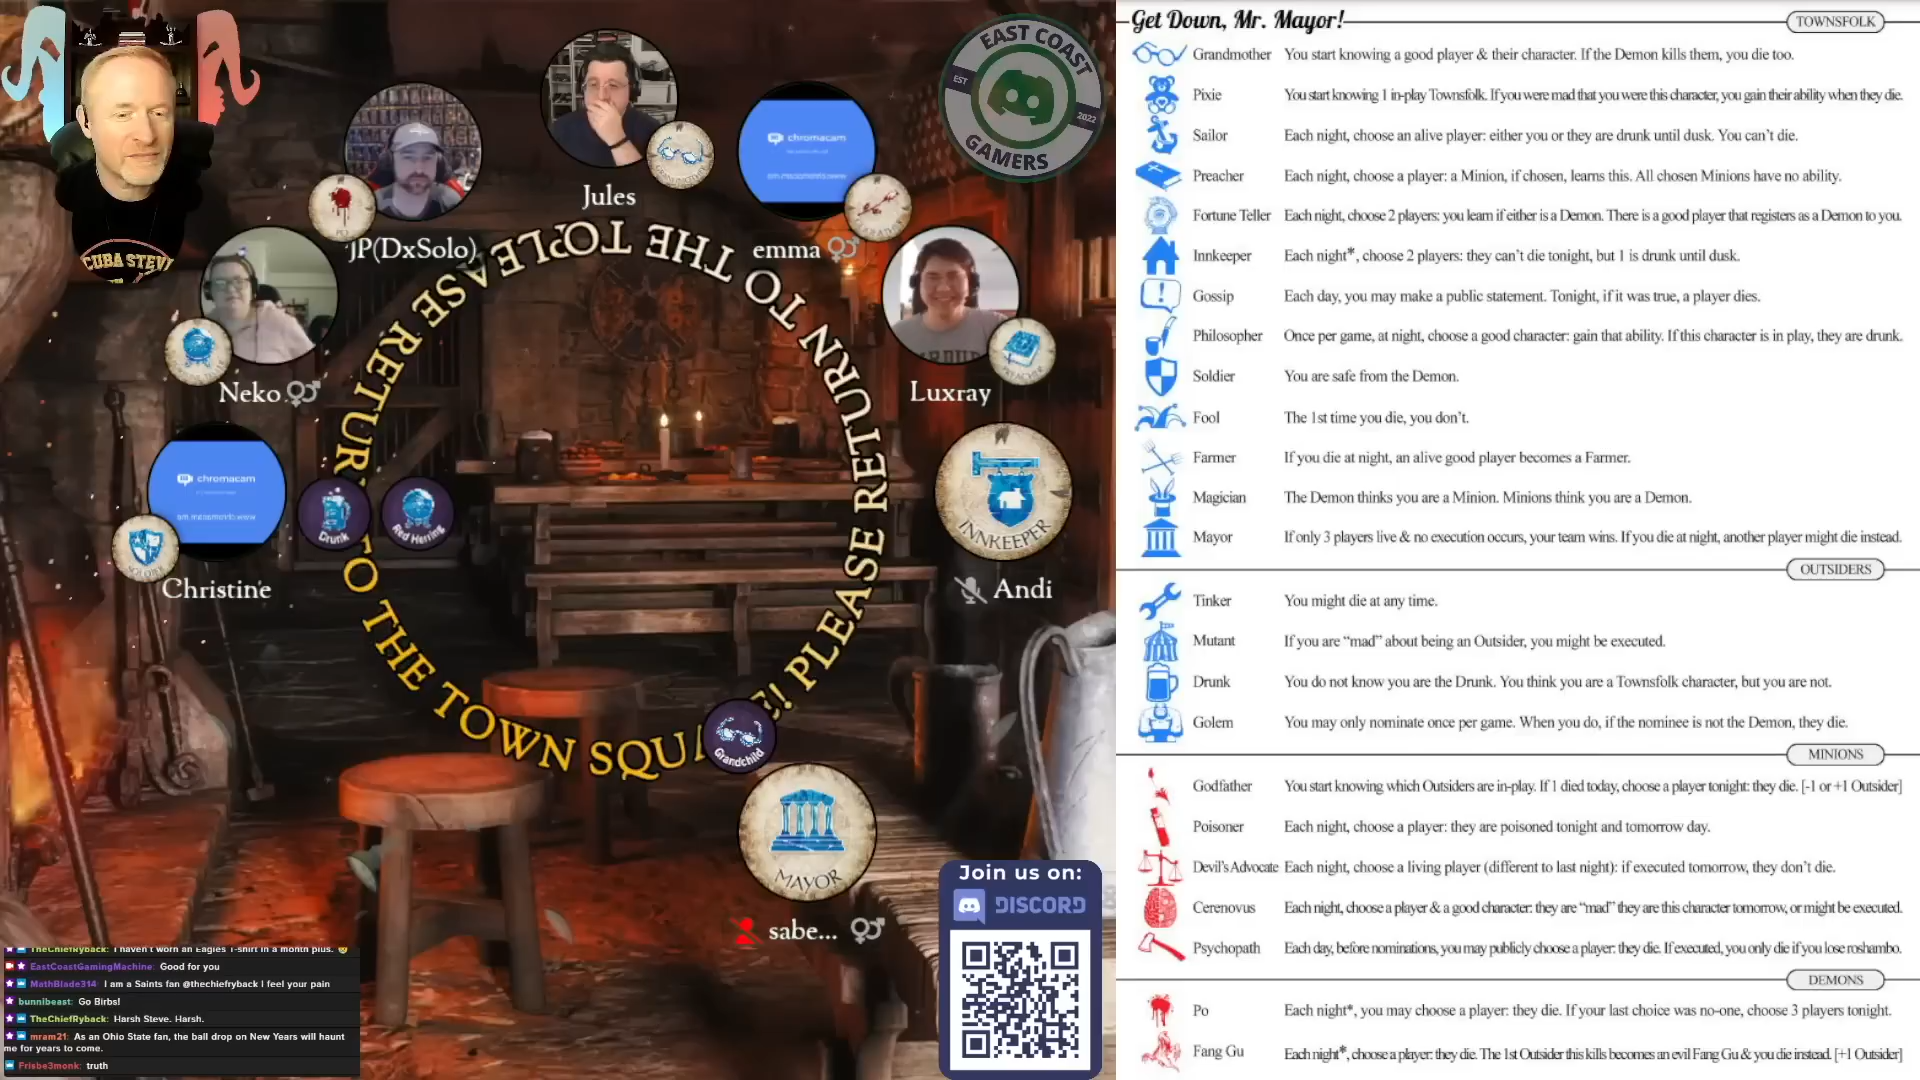 CUBA STEVE
JP(DxSolo)
Jules
chromacam
emma
EAST COAST
EST
2022
GAMERS
Neko
Luxray
PREACHER
chromacam
SOLDIER
Christine
Drunk
Red Herring
INNKEEPER
Andi
PLEASE RETURN TO THE TOWN SQUARE!
Grandchild
MAYOR
sabe...
Join us on:
DISCORD
TheChiefRyback: I haven't worn an Eagles T-shirt in a month plus.
EastCoastGamingMachine: Good for you
MathBlade314: I am a Saints fan @thechiefryback I feel your pain
bunnibeast: Go Birbs!
TheChiefRyback: Harsh Steve. Harsh.
mram21: As an Ohio State fan, the ball drop on New Years will haunt
me for years to come.
Frisbe3monk: truth
Get Down, Mr. Mayor!
TOWNSFOLK
Grandmother You start knowing a good player & their character. If the Demon kills them, you die too.
Pixie You start knowing 1 in-play Townsfolk. If you were mad that you were this character, you gain their ability when they die.
Sailor Each night, choose an alive player: either you or they are drunk until dusk. You can't die.
Preacher Each night, choose a player: a Minion, if chosen, learns this. All chosen Minions have no ability.
Fortune Teller Each night, choose 2 players: you learn if either is a Demon. There is a good player that registers as a Demon to you.
Innkeeper Each night*, choose 2 players: they can't die tonight, but 1 is drunk until dusk.
Gossip Each day, you may make a public statement. Tonight, if it was true, a player dies.
Philosopher Once per game, at night, choose a good character: gain that ability. If this character is in play, they are drunk.
Soldier You are safe from the Demon.
Fool The 1st time you die, you don't.
Farmer If you die at night, an alive good player becomes a Farmer.
Magician The Demon thinks you are a Minion. Minions think you are a Demon.
Mayor If only 3 players live & no execution occurs, your team wins. If you die at night, another player might die instead.
OUTSIDERS
Tinker You might die at any time.
Mutant If you are “mad” about being an Outsider, you might be executed.
Drunk You do not know you are the Drunk. You think you are a Townsfolk character, but you are not.
Golem You may only nominate once per game. When you do, if the nominee is not the Demon, they die.
MINIONS
Godfather You start knowing which Outsiders are in-play. If 1 died today, choose a player tonight: they die. [-1 or +1 Outsider]
Poisoner Each night, choose a player: they are poisoned tonight and tomorrow day.
Devil's Advocate Each night, choose a living player (different to last night): if executed tomorrow, they don't die.
Cerenovus Each night, choose a player & a good character: they are “mad” they are this character tomorrow, or might be executed.
Psychopath Each day, before nominations, you may publicly choose a player: they die. If executed, you only die if you lose roshambo.
DEMONS
Po Each night*, you may choose a player: they die. If your last choice was no-one, choose 3 players tonight.
Fang Gu Each night*, choose a player: they die. The 1st Outsider this kills becomes an evil Fang Gu & you die instead. [+1 Outsider]